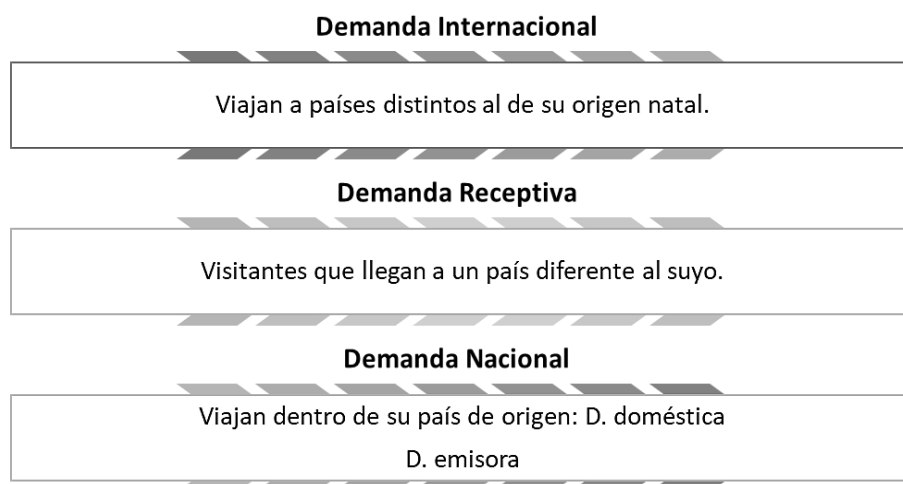 Demanda Internacional
Viajan a países distintos al de su origen natal.
Demanda Receptiva
Visitantes que llegan a un país diferente al suyo.
Demanda Nacional
Viajan dentro de su país de origen: D. doméstica
D. emisora